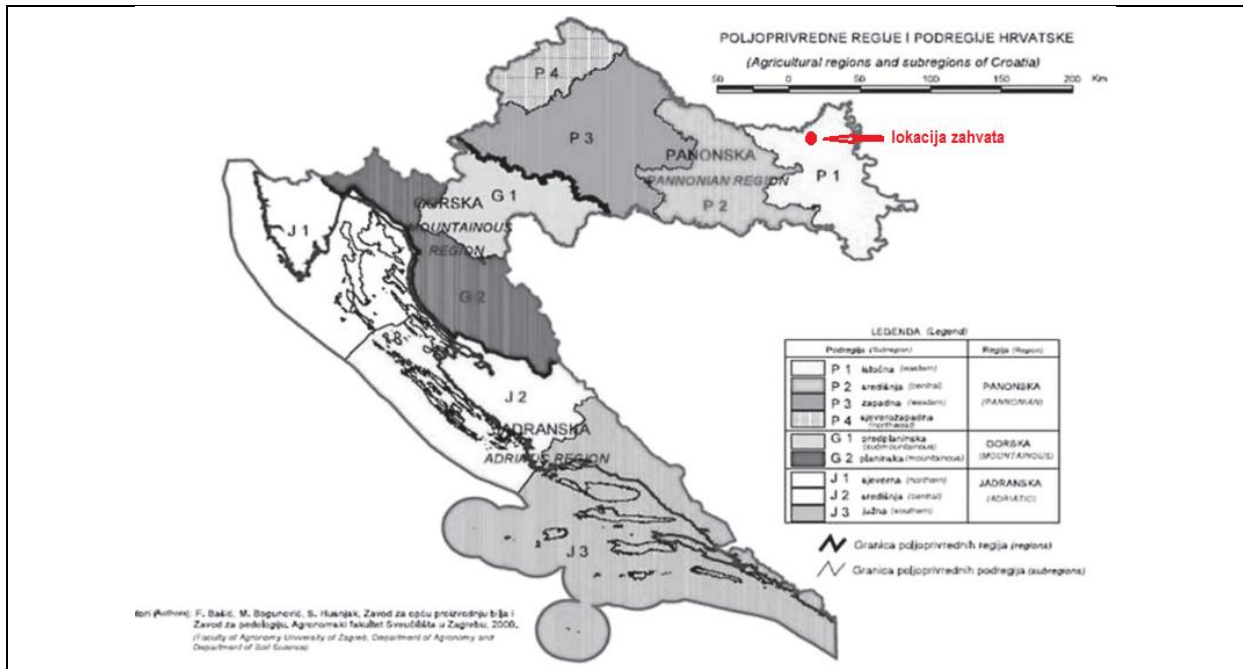 POLJOPRIVREDNE REGIJE I PODREGIJE HRVATSKE
(Agricultural regions and subregions of Croatia)
50 0 50 100 150 200 Km
lokacija zahvata
P 4
P 3
PANONSKA
PANNONIAN REGION
P 1
P 2
G 1
GORSKA
MOUNTAINOUS
REGION
J 1
G 2
J 2
JADRANSKA
ADRIATIC REGION
J 3
LEGENDA (Legend)
Podregija (Subregion) Regija (Region)
P 1 istočna (eastern)
P 2 središnja (central)
P 3 zapadna (western)
P 4 sjeverozapadna
PANONSKA
(PANNONIAN)
G 1 predplaninska
G 2 planinska (mountainous)
GORSKA
(MOUNTAINOUS)
J 1 sjeverna (northern)
J 2 središnja (central)
J 3 južna (southern)
JADRANSKA
(ADRIATIC)
Granica poljoprivrednih regija (regions)
Granica poljoprivrednih podregija (subregions)
tori (Authors): F. Bašić, M. Bogunović, S. Husnjak, Zavod za opću proizvodnju bilja i
Zavod za pedologiju, Agronomski fakultet Sveučilišta u Zagrebu, 2000.
(Faculty of Agronomy University of Zagreb, Department of Agronomy and
Department of Soil Science)